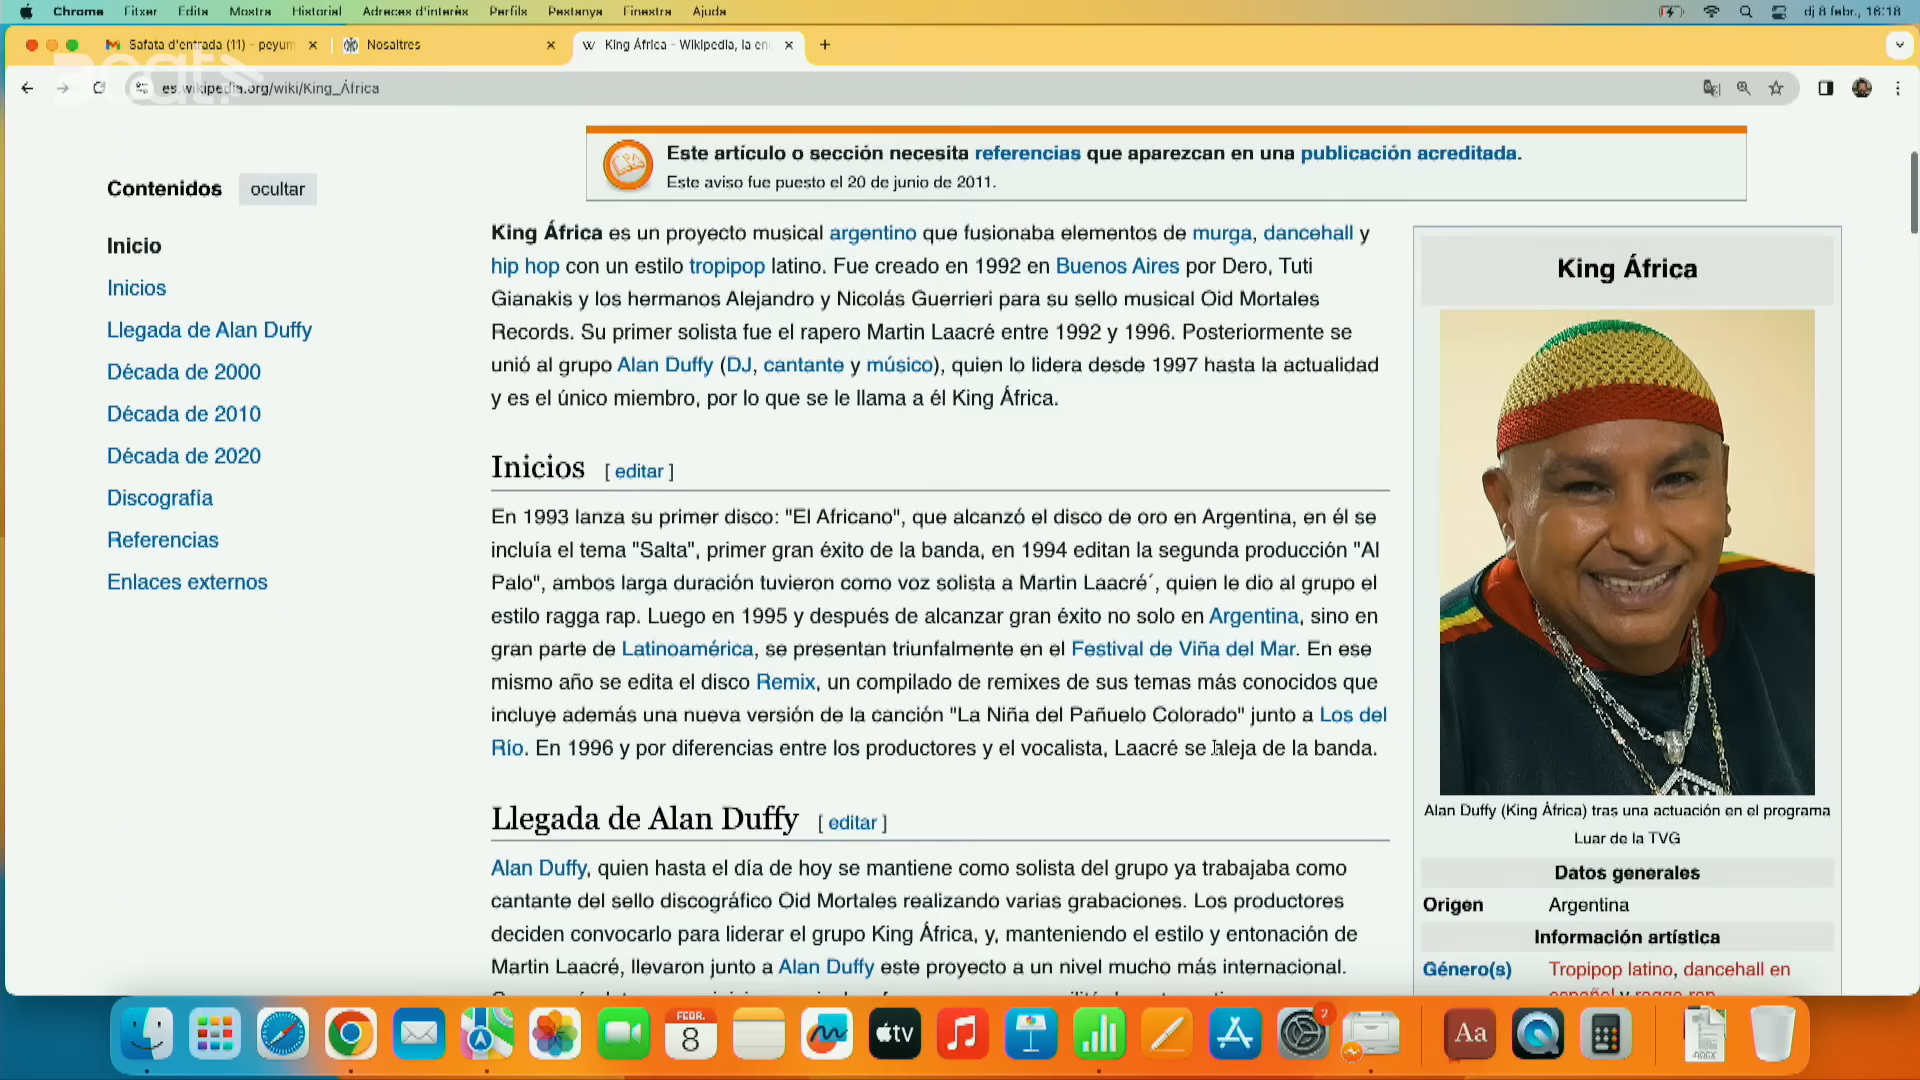 Chrome Fitxer Edita Mostra Historial Adreces d'interès Perfils Pestanya Finestra Ajuda dj 8 febr., 16:18
Safata d'entrada (11) - peyum
Nosaltres
King África - Wikipedia, la en
es.wikipedia.org/wiki/King_África
Este artículo o sección necesita referencias que aparezcan en una publicación acreditada.
Este aviso fue puesto el 20 de junio de 2011.
Contenidos ocultar
Inicio
Inicios
Llegada de Alan Duffy
Década de 2000
Década de 2010
Década de 2020
Discografía
Referencias
Enlaces externos
King África es un proyecto musical argentino que fusionaba elementos de murga, dancehall y
hip hop con un estilo tropipop latino. Fue creado en 1992 en Buenos Aires por Dero, Tuti
Gianakis y los hermanos Alejandro y Nicolás Guerrieri para su sello musical Oid Mortales
Records. Su primer solista fue el rapero Martin Laacré entre 1992 y 1996. Posteriormente se
unió al grupo Alan Duffy (DJ, cantante y músico), quien lo lidera desde 1997 hasta la actualidad
y es el único miembro, por lo que se le llama a él King África.
Inicios [ editar ]
En 1993 lanza su primer disco: "El Africano", que alcanzó el disco de oro en Argentina, en él se
incluía el tema "Salta", primer gran éxito de la banda, en 1994 editan la segunda producción "Al
Palo", ambos larga duración tuvieron como voz solista a Martin Laacré´, quien le dio al grupo el
estilo ragga rap. Luego en 1995 y después de alcanzar gran éxito no solo en Argentina, sino en
gran parte de Latinoamérica, se presentan triunfalmente en el Festival de Viña del Mar. En ese
mismo año se edita el disco Remix, un compilado de remixes de sus temas más conocidos que
incluye además una nueva versión de la canción "La Niña del Pañuelo Colorado" junto a Los del
Río. En 1996 y por diferencias entre los productores y el vocalista, Laacré se aleja de la banda.
Llegada de Alan Duffy [ editar ]
Alan Duffy, quien hasta el día de hoy se mantiene como solista del grupo ya trabajaba como
cantante del sello discográfico Oid Mortales realizando varias grabaciones. Los productores
deciden convocarlo para liderar el grupo King África, y, manteniendo el estilo y entonación de
Martin Laacré, llevaron junto a Alan Duffy este proyecto a un nivel mucho más internacional.
King África
Alan Duffy (King África) tras una actuación en el programa
Luar de la TVG
Datos generales
Origen Argentina
Información artística
Género(s) Tropipop latino, dancehall en
español y ragga rap
FEBR.
8
tv
2
Aa
DOCX